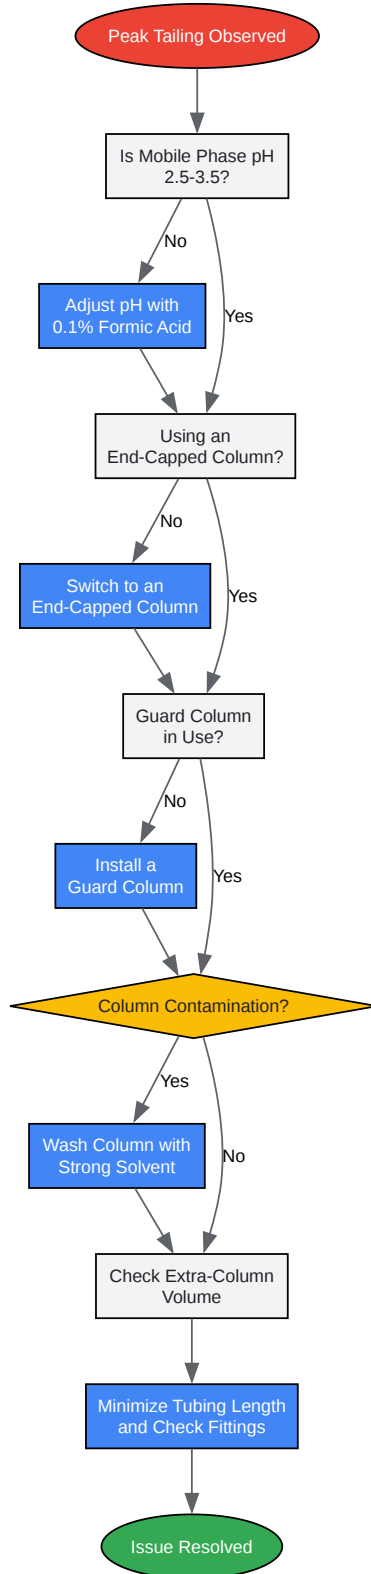 Peak Tailing Observed
Is Mobile Phase pH
2.5-3.5?
No
Yes
Adjust pH with
0.1% Formic Acid
Using an
End-Capped Column?
No
Yes
Switch to an
End-Capped Column
Guard Column
in Use?
No
Yes
Install a
Guard Column
Column Contamination?
Yes
No
Wash Column with
Strong Solvent
Check Extra-Column
Volume
Minimize Tubing Length
and Check Fittings
Issue Resolved